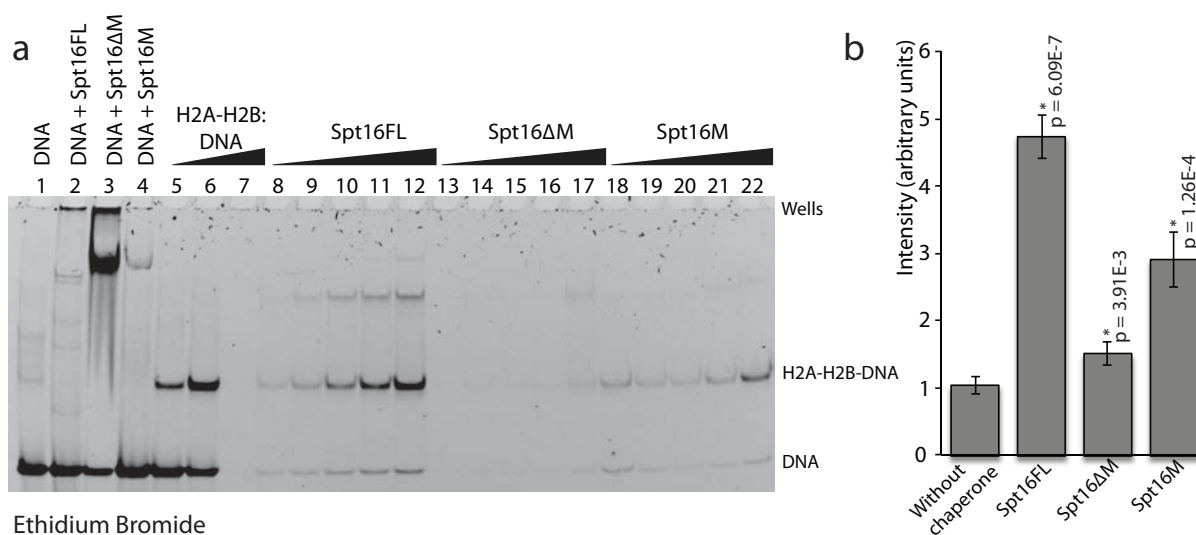 a
DNA
DNA + Spt16FL
DNA + Spt16ΔM
DNA + Spt16M
H2A-H2B:
DNA
Spt16FL
Spt16ΔM
Spt16M
1 2 3 4 5 6 7 8 9 10 11 12 13 14 15 16 17 18 19 20 21 22
Wells
H2A-H2B-DNA
DNA
Ethidium Bromide
b
Intensity (arbitrary units)
6
5
4
3
2
1
0
*
p = 6.09E-7
*
p = 3.91E-3
*
p = 1.26E-4
Without
chaperone
Spt16FL
Spt16ΔM
Spt16M